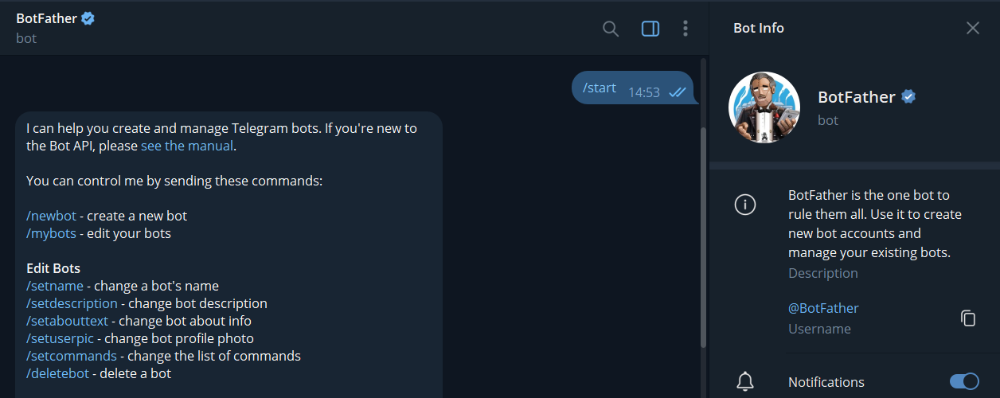 BotFather
bot
/start 14:53
I can help you create and manage Telegram bots. If you're new to
the Bot API, please see the manual.
You can control me by sending these commands:
/newbot - create a new bot
/mybots - edit your bots
Edit Bots
/setname - change a bot's name
/setdescription - change bot description
/setabouttext - change bot about info
/setuserpic - change bot profile photo
/setcommands - change the list of commands
/deletebot - delete a bot
Bot Info
BotFather
bot
BotFather is the one bot to
rule them all. Use it to create
new bot accounts and
manage your existing bots.
Description
@BotFather
Username
Notifications